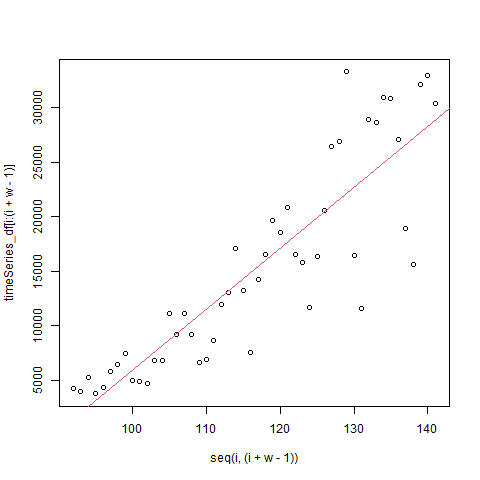 timeSeries_df[i:(i + w - 1)]
30000
25000
20000
15000
10000
5000
100 110 120 130 140
seq(i, (i + w - 1))